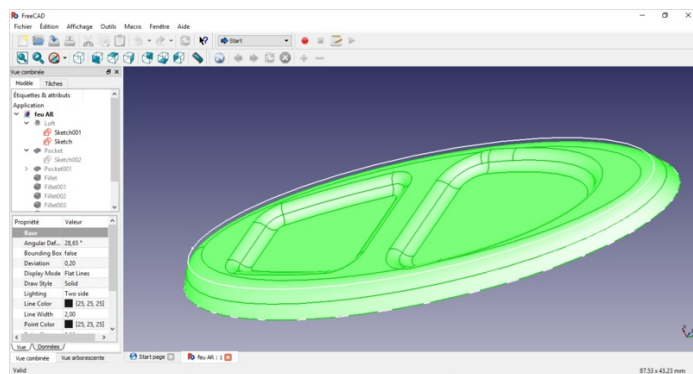 FreeCAD
Fichier Édition Affichage Outils Macro Fenêtre Aide
Start
Vue combinée
Modèle Tâches
Étiquettes & attributs
Application
feu AR
Loft
Sketch001
Sketch
Pocket
Sketch002
Pocket001
Fillet
Fillet001
Fillet002
Fillet003
Propriété Valeur
Base
Angular Def... 28,65 °
Bounding Box false
Deviation 0,20
Display Mode Flat Lines
Draw Style Solid
Lighting Two side
Line Color [25, 25, 25]
Line Width 2,00
Point Color [25, 25, 25]
Vue Données
Vue combinée Vue arborescente
Start page feu AR : 1
Valid 87.53 x 43.23 mm